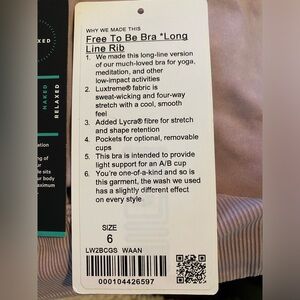 WHY WE MADE THIS
Free To Be Bra *Long
Line Rib
1. We made this long-line version
of our much-loved bra for yoga,
meditation, and other
low-impact activities
2. Luxtreme® fabric is
sweat-wicking and four-way
stretch with a cool, smooth
feel
3. Added Lycra® fibre for stretch
and shape retention
4. Pockets for optional, removable
cups
5. This bra is intended to provide
light support for an A/B cup
6. You're one-of-a-kind and so is
this garment, the wash we used
has a slightly different effect
on every style
SIZE
6
LW2BCGS WAAN
000104426597
NAKED
RELAXED